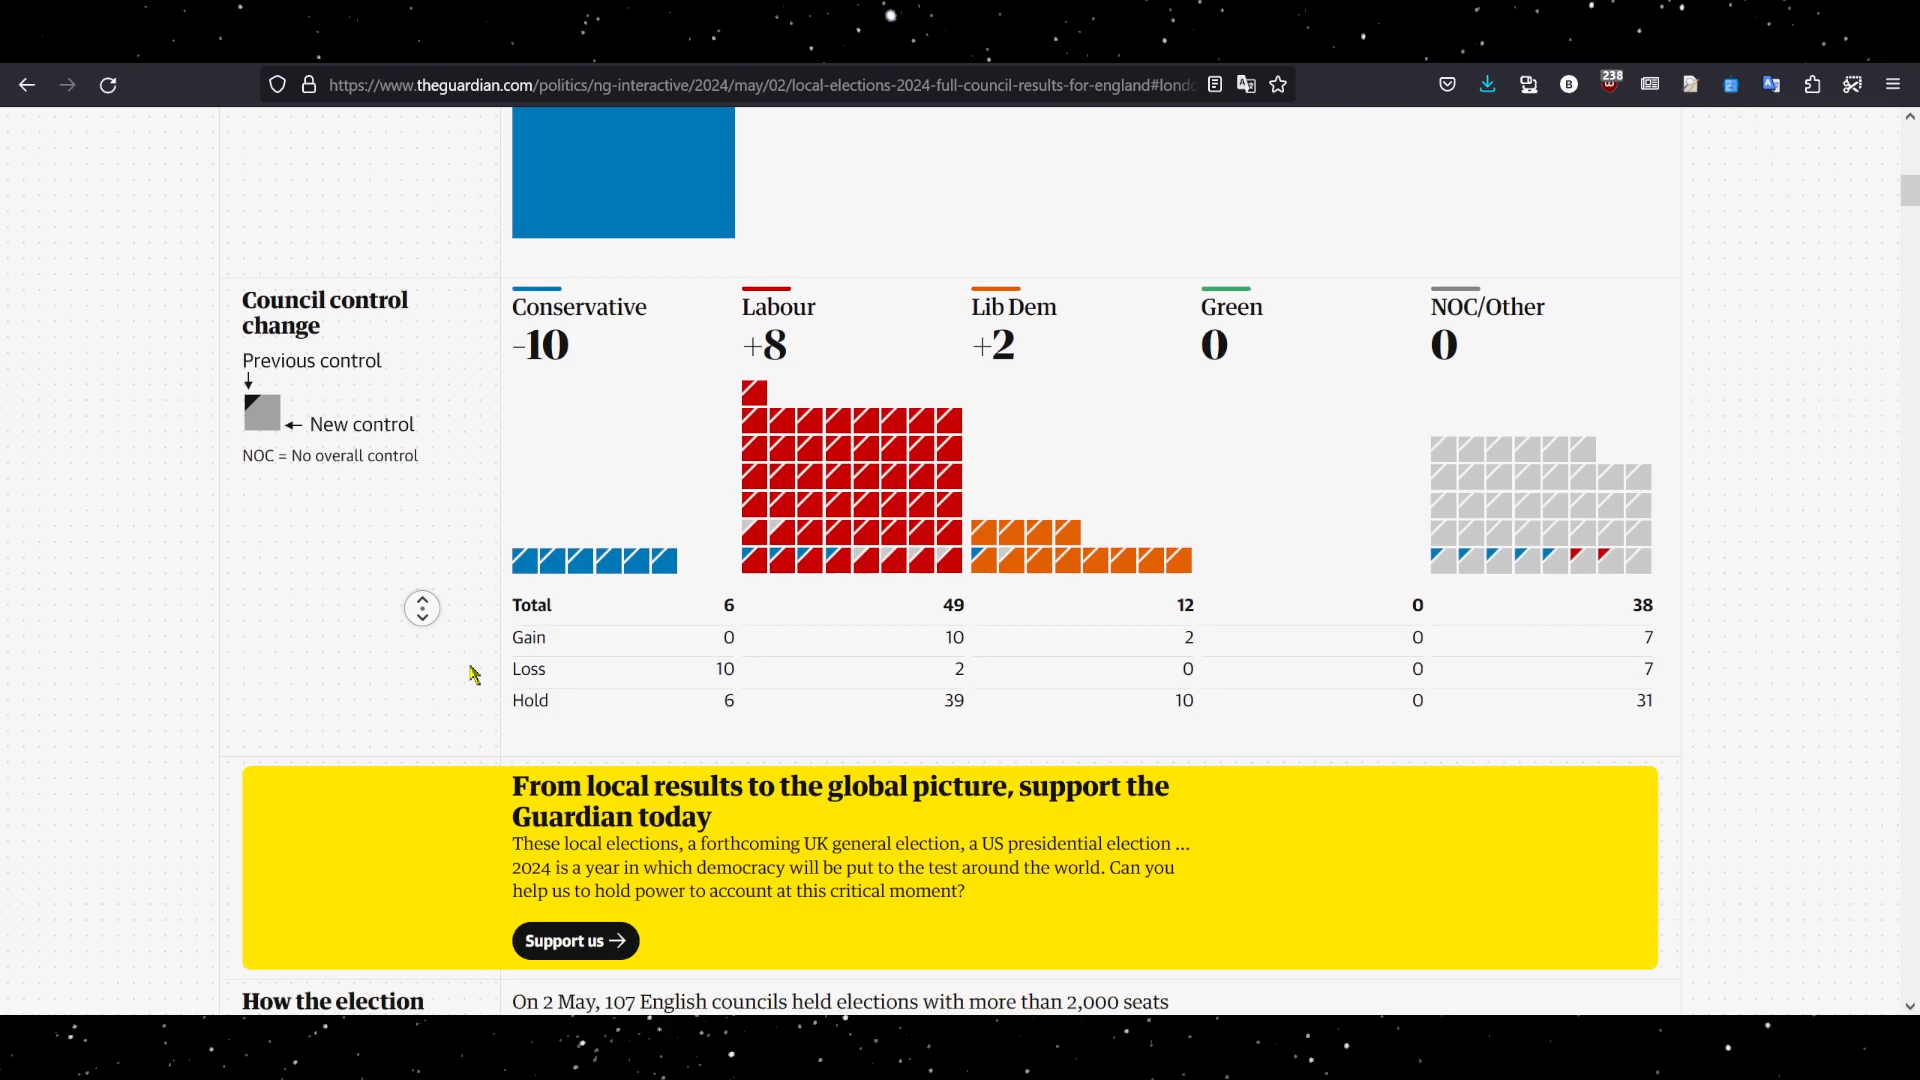 https://www.theguardian.com/politics/ng-interactive/2024/may/02/local-elections-2024-full-council-results-for-england#londo
B
238
Council control
change
Previous control
New control
NOC = No overall control
Conservative
-10
Labour
+8
Lib Dem
+2
Green
0
NOC/Other
0
Total 6 49 12 0 38
Gain 0 10 2 0 7
Loss 10 2 0 0 7
Hold 6 39 10 0 31
From local results to the global picture, support the
Guardian today
These local elections, a forthcoming UK general election, a US presidential election ...
2024 is a year in which democracy will be put to the test around the world. Can you
help us to hold power to account at this critical moment?
Support us
How the election
On 2 May, 107 English councils held elections with more than 2,000 seats